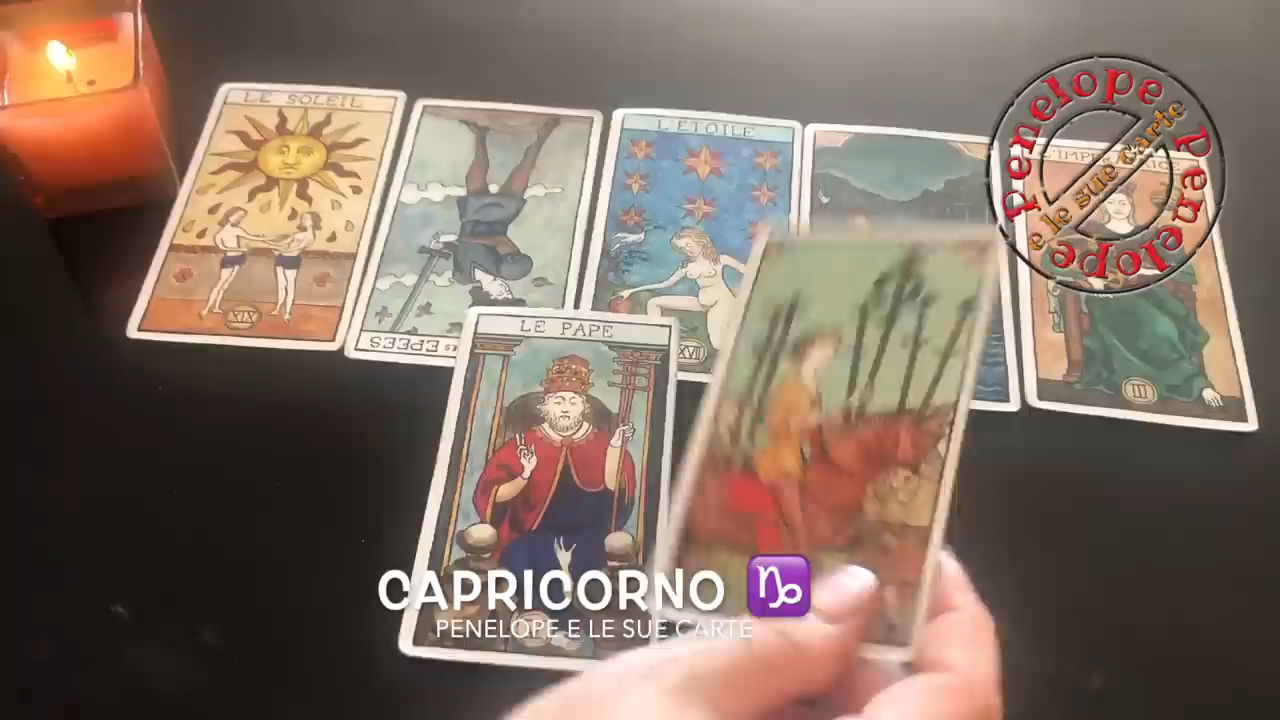 LE SOLEIL
XIX
EPEES
L'ETOILE
XVII
L'IMPERATRICE
III
LE PAPE
Penelope
e le sue carte
Penelope
CAPRICORNO ♑
PENELOPE E LE SUE CARTE